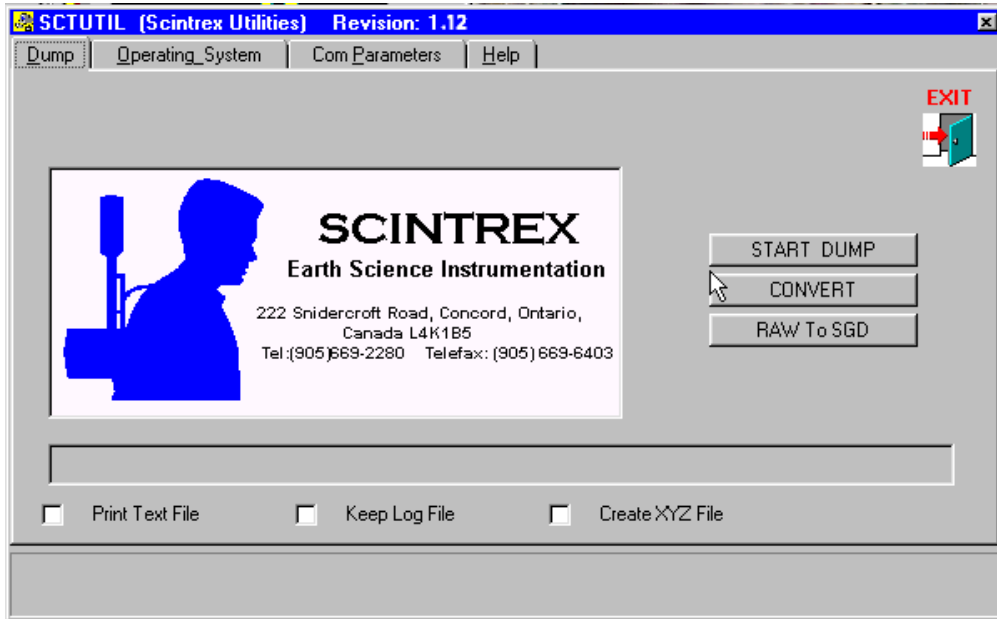 SCTUTIL (Scintrex Utilities) Revision: 1.12
Dump Operating_System Com Parameters Help
EXIT
SCINTREX
Earth Science Instrumentation
222 Snidercroft Road, Concord, Ontario,
Canada L4K1B5
Tel:(905)669-2280 Telefax: (905) 669-6403
START DUMP
CONVERT
RAW To SGD
Print Text File Keep Log File Create XYZ File